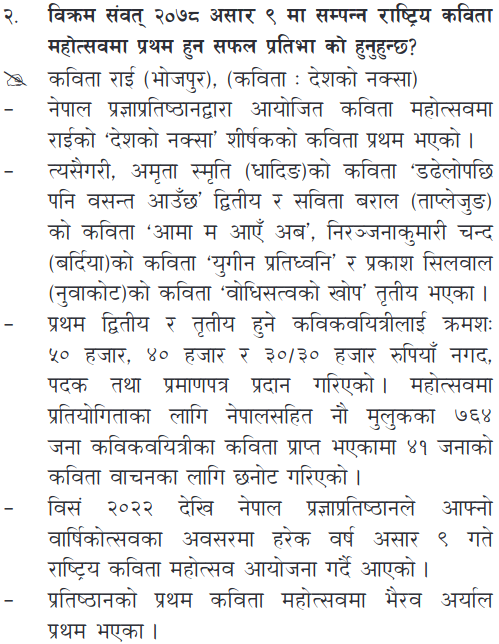 २. विक्रम संवत् २०७८ असार ९ मा सम्पन्न राष्ट्रिय कविता
महोत्सवमा प्रथम हुन सफल प्रतिभा को हुनुहुन्छ?
कविता राई (भोजपुर), (कविता : देशको नक्सा)
– नेपाल प्रज्ञाप्रतिष्ठानद्वारा आयोजित कविता महोत्सवमा
राईको ‘देशको नक्सा’ शीर्षकको कविता प्रथम भएको ।
– त्यसैगरी, अमृता स्मृति (धादिङ)को कविता ‘डढेलोपछि
पनि वसन्त आउँछ’ द्वितीय र सविता बराल (ताप्लेजुङ)
को कविता ‘आमा म आएँ अब’, निरञ्जनाकुमारी चन्द
(बर्दिया)को कविता ‘युगीन प्रतिध्वनि’ र प्रकाश सिलवाल
(नुवाकोट)को कविता ‘वोधिसत्वको खोप’ तृतीय भएका ।
– प्रथम द्वितीय र तृतीय हुने कविकवयित्रीलाई क्रमशः
५० हजार, ४० हजार र ३०/३० हजार रुपियाँ नगद,
पदक तथा प्रमाणपत्र प्रदान गरिएको । महोत्सवमा
प्रतियोगिताका लागि नेपालसहित नौ मुलुकका ७६४
जना कविकवयित्रीका कविता प्राप्त भएकामा ४१ जनाको
कविता वाचनका लागि छनोट गरिएको ।
– विसं २०२२ देखि नेपाल प्रज्ञाप्रतिष्ठानले आफ्नो
वार्षिकोत्सवका अवसरमा हरेक वर्ष असार ९ गते
राष्ट्रिय कविता महोत्सव आयोजना गर्दै आएको ।
– प्रतिष्ठानको प्रथम कविता महोत्सवमा भैरव अर्याल
प्रथम भएका ।